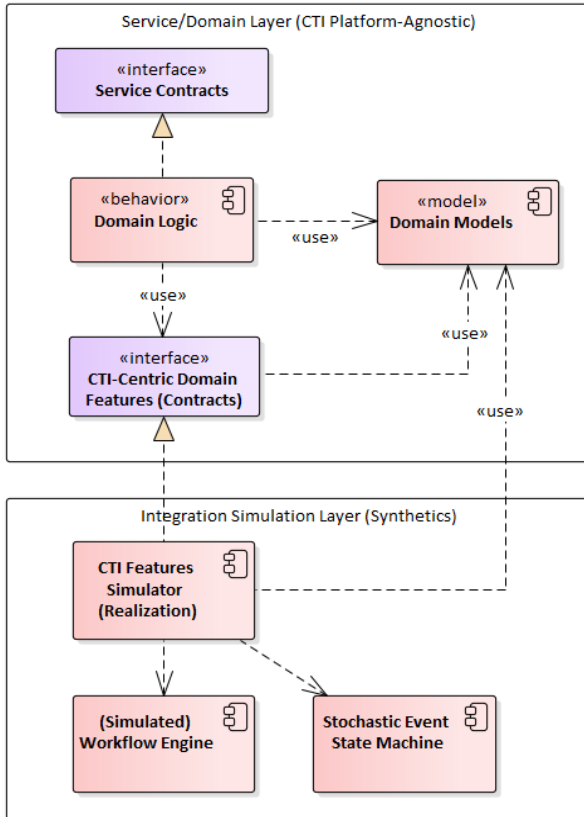 Service/Domain Layer (CTI Platform-Agnostic)
«interface»
Service Contracts
«behavior»
Domain Logic
«use»
«model»
Domain Models
«use»
«interface»
CTI-Centric Domain
Features (Contracts)
«use»
«use»
Integration Simulation Layer (Synthetics)
CTI Features
Simulator
(Realization)
(Simulated)
Workflow Engine
Stochastic Event
State Machine